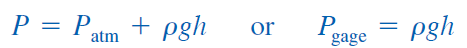 P = P_atm + ρgh or P_gage = ρgh